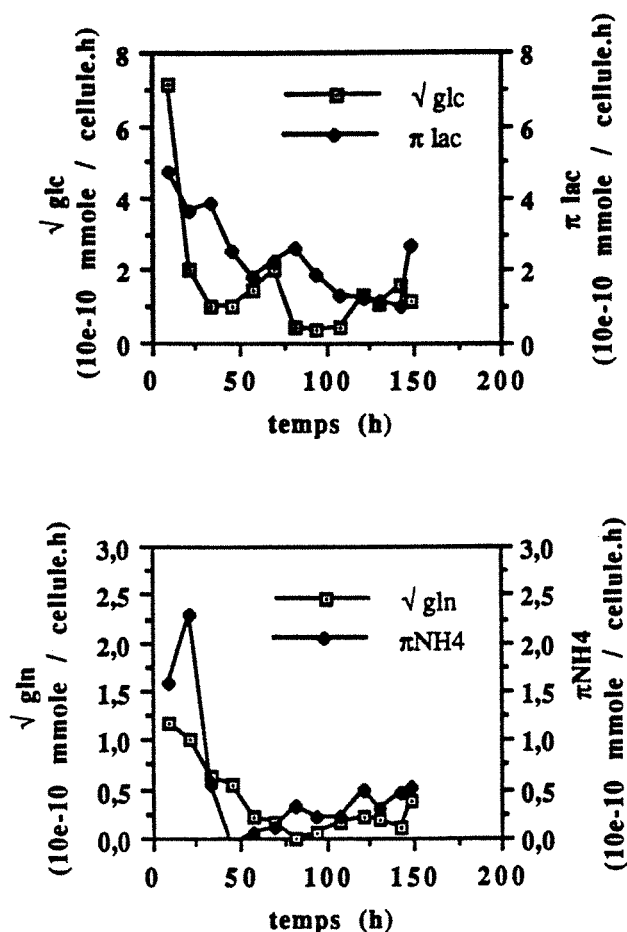 8 8
√ glc
π lac
6 6
4 4
2 2
0 0
0 50 100 150 200
temps (h)
√ glc
(10e-10 mmole / cellule.h)
π lac
(10e-10 mmole / cellule.h)
3,0 3,0
√ gln
2,5 2,5
πNH4
2,0 2,0
1,5 1,5
1,0 1,0
0,5 0,5
0,0 0,0
0 50 100 150 200
temps (h)
√ gln
(10e-10 mmole / cellule.h)
πNH4
(10e-10 mmole / cellule.h)